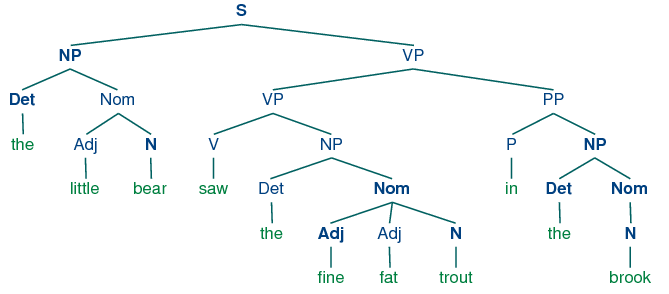 S
NP VP
Det Nom VP PP
the Adj N V NP P NP
little bear saw Det Nom in Det Nom
the Adj Adj N the N
fine fat trout brook